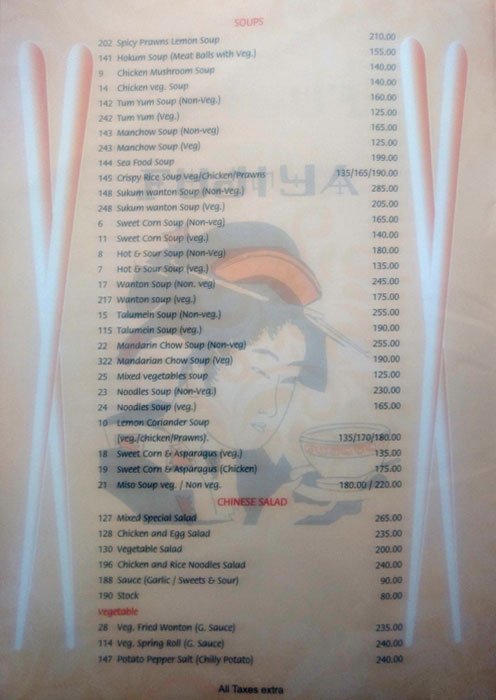 SOUPS
202 Spicy Prawns Lemon Soup 210.00
141 Hokum Soup (Meat Balls with Veg.) 155.00
9 Chicken Mushroom Soup 140.00
14 Chicken veg. Soup 140.00
142 Tum Yum Soup (Non-Veg.) 160.00
242 Tum Yum (Veg.) 125.00
143 Manchow Soup (Non-veg) 165.00
243 Manchow Soup (Veg) 125.00
144 Sea Food Soup 199.00
145 Crispy Rice Soup veg/Chicken/Prawns 135/165/190.00
148 Sukum wanton Soup (Non-Veg.) 285.00
248 Sukum wanton Soup (Veg.) 205.00
6 Sweet Corn Soup (Non-veg) 165.00
11 Sweet Corn Soup (veg.) 140.00
8 Hot & Sour Soup (Non-veg) 180.00
7 Hot & Sour Soup (veg.) 135.00
17 Wanton Soup (Non. veg) 245.00
217 Wanton soup (veg.) 175.00
15 Talumein Soup (Non-veg.) 255.00
115 Talumein Soup (veg.) 190.00
22 Mandarin Chow Soup (Non-veg) 255.00
322 Mandarian Chow Soup (Veg) 190.00
25 Mixed vegetables soup 125.00
23 Noodles Soup (Non-Veg.) 230.00
24 Noodles Soup (veg.) 165.00
10 Lemon Coriander Soup
(veg./chicken/Prawns). 135/170/180.00
18 Sweet Corn & Asparagus (veg.) 135.00
19 Sweet Corn & Asparagus (Chicken) 175.00
21 Miso Soup veg. / Non veg. 180.00 / 220.00
CHINESE SALAD
127 Mixed Special Salad 265.00
128 Chicken and Egg Salad 235.00
130 Vegetable Salad 200.00
196 Chicken and Rice Noodles Salad 240.00
188 Sauce (Garlic / Sweets & Sour) 90.00
190 Stock 80.00
Vegetable
28 Veg. Fried Wonton (G. Sauce) 235.00
114 Veg. Spring Roll (G. Sauce) 240.00
147 Potato Pepper Salt (Chilly Potato) 240.00
All Taxes extra